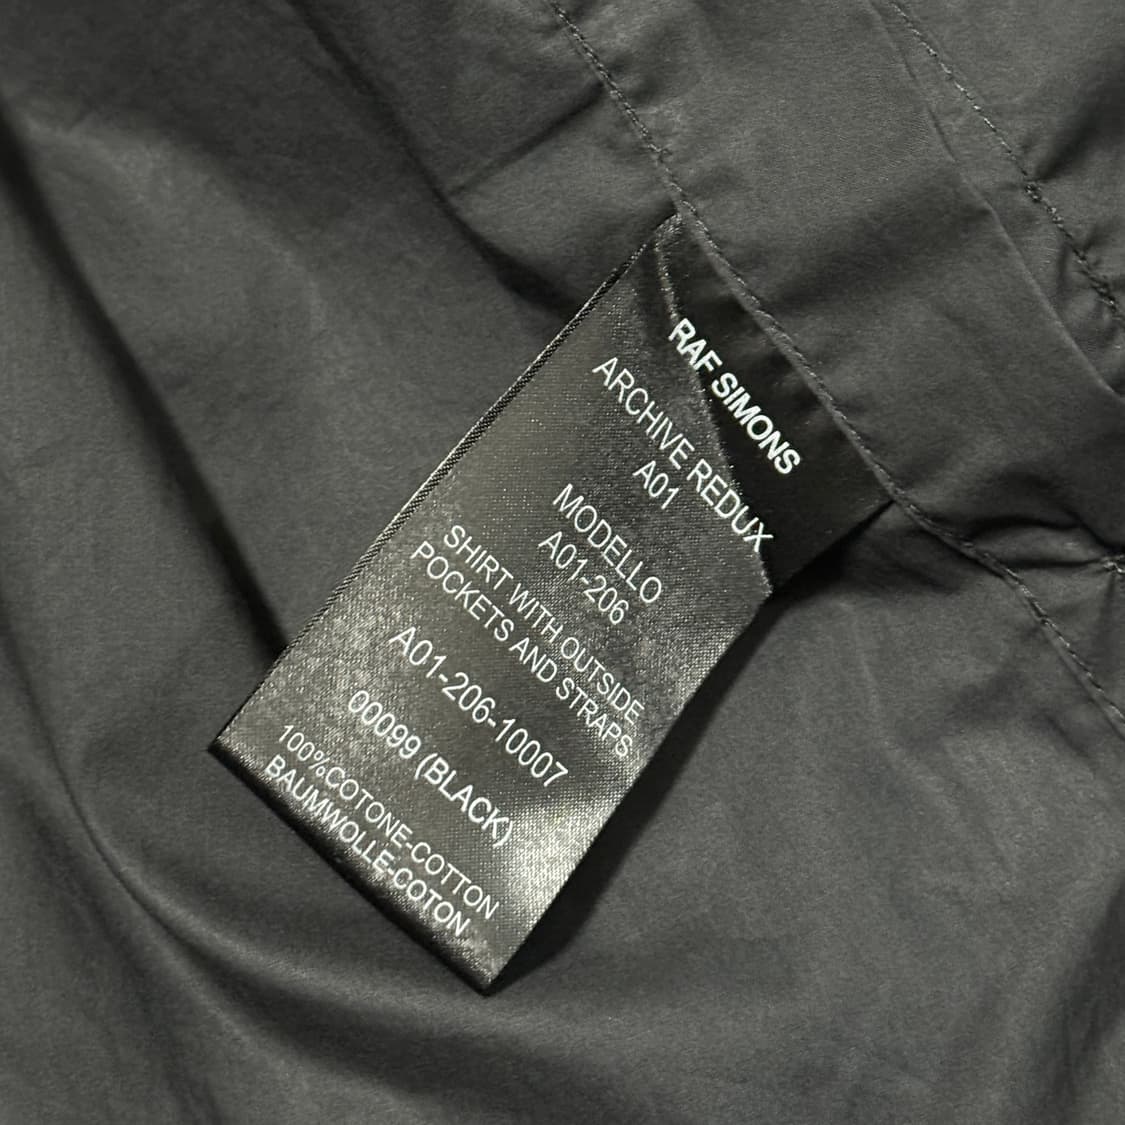 RAF SIMONS
ARCHIVE REDUX
A01
MODELLO
A01-206
SHIRT WITH OUTSIDE
POCKETS AND STRAPS
A01-206-10007
00099 (BLACK)
100%COTONE-COTTON
BAUMWOLLE-COTON